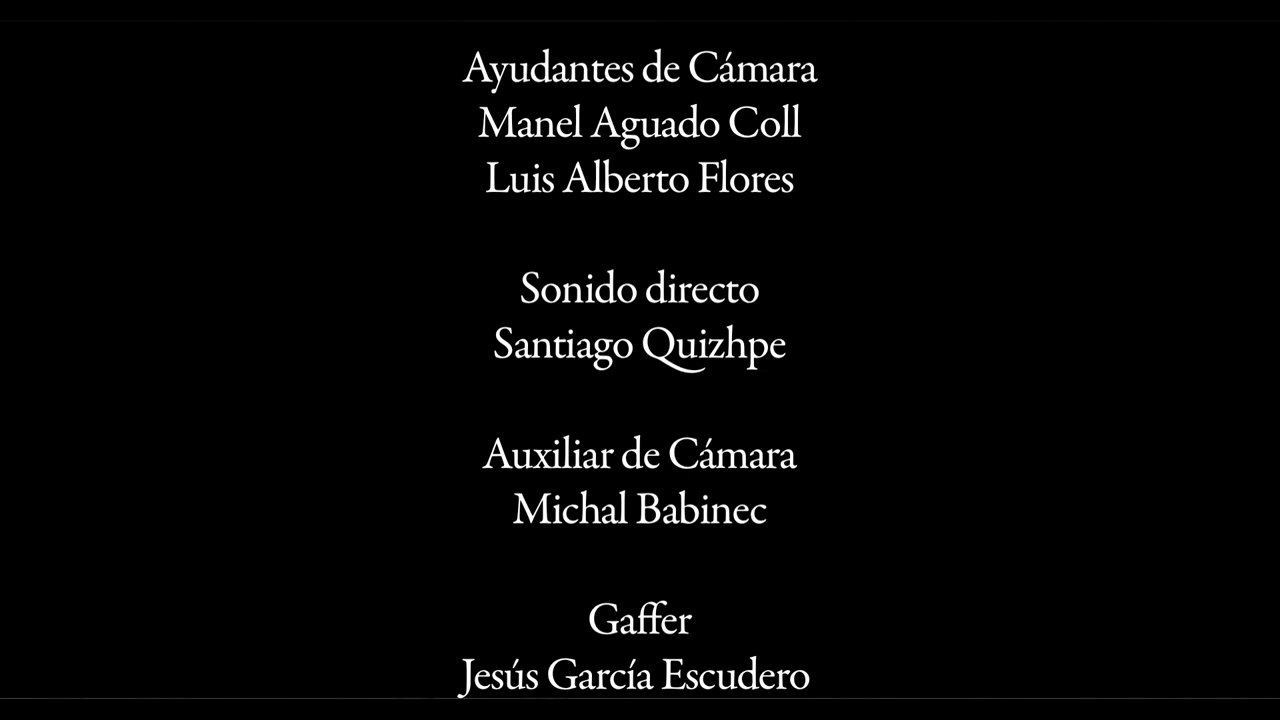 Ayudantes de Cámara
Manel Aguado Coll
Luis Alberto Flores
Sonido directo
Santiago Quizhpe
Auxiliar de Cámara
Michal Babinec
Gaffer
Jesús García Escudero